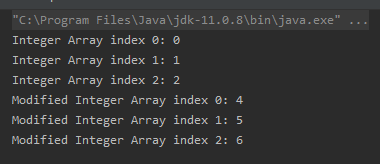 "C:\Program Files\Java\jdk-11.0.8\bin\java.exe" ...
Integer Array index 0: 0
Integer Array index 1: 1
Integer Array index 2: 2
Modified Integer Array index 0: 4
Modified Integer Array index 1: 5
Modified Integer Array index 2: 6